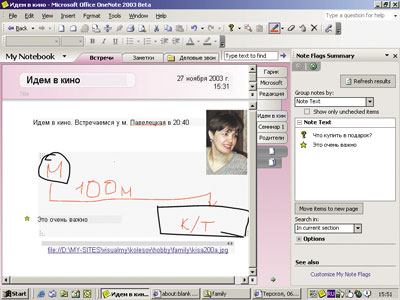 Идем в кино - Microsoft Office OneNote 2003 Beta
File Edit View Insert Format Tools Window Help
Type a question for help
Back
My Notebook
Встречи
Заметки
Деловые звон
Type text to find
Идем в кино
Title
27 ноября 2003 г.
15:31
Идем в кино. Встречаемся у м. Павелецкая в 20:40
М
100м
К/Т
Это очень важно
file://D:\MY-SITES\visualmy\kolesov\hobby\family\kisa200a.jpg
Гарик
Microsoft
Редакция
Идем в кин
Семинар 1
Родители
Note Flags Summary
Refresh results
Group notes by:
Note Text
Show only unchecked items
Note Text
Что купить в подарок?
Это очень важно
Move items to new page
Search in:
In current section
Options
See also
Customize My Note Flags
Start
Идем в кино...
about:blank
family
15:51